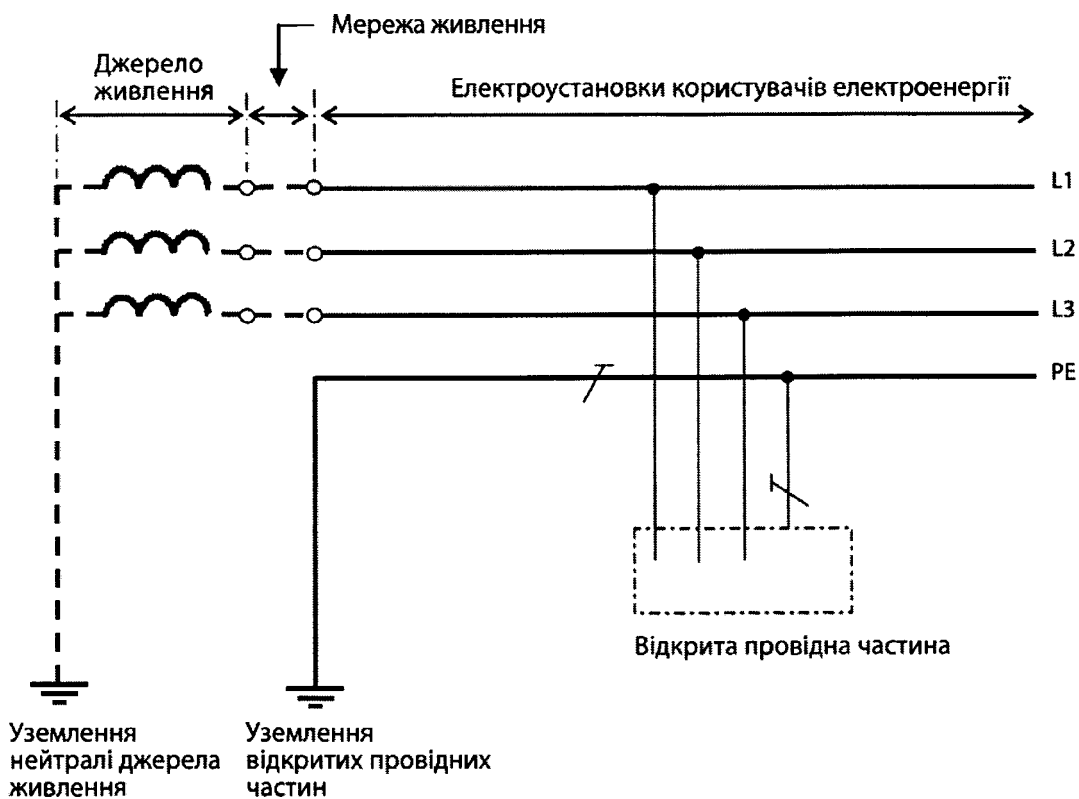 Мережа живлення
Джерело
живлення
Електроустановки користувачів електроенергії
L1
L2
L3
PE
Відкрита провідна частина
Уземлення
нейтралі джерела
живлення
Уземлення
відкритих провідних
частин